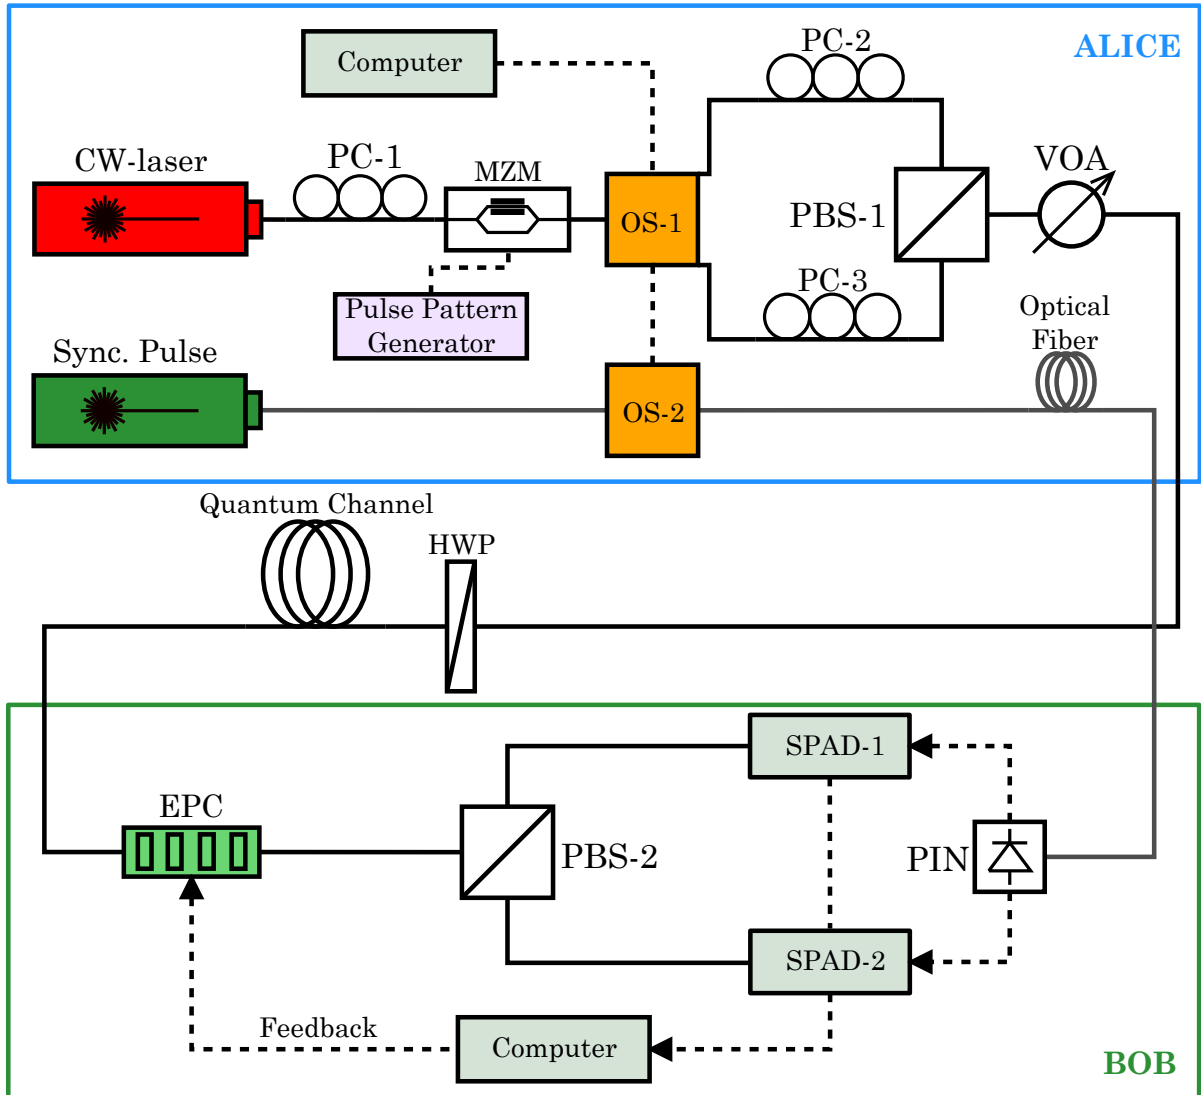 PC-2
ALICE
Computer
CW-laser
PC-1
MZM
VOA
OS-1
PBS-1
PC-3
Pulse Pattern
Generator
Optical
Fiber
Sync. Pulse
OS-2
Quantum Channel
HWP
SPAD-1
EPC
PBS-2
PIN
SPAD-2
Feedback
Computer
BOB